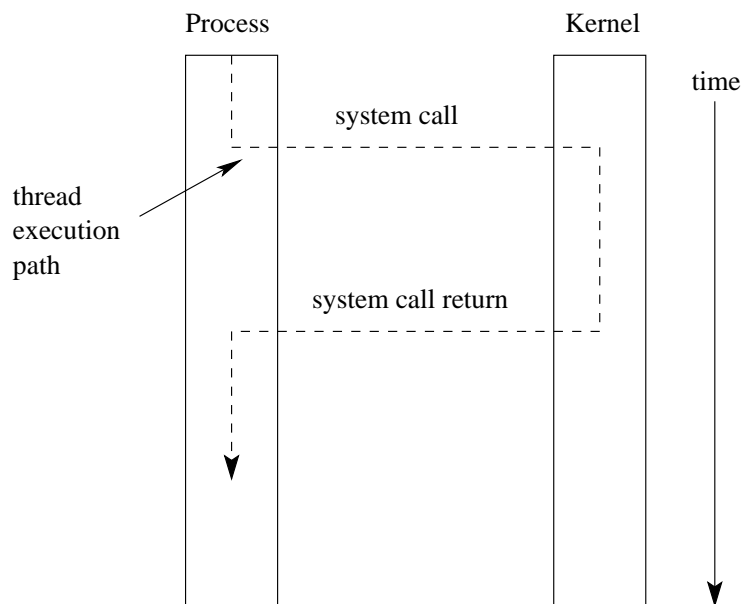 Process
Kernel
time
system call
thread
execution
path
system call return